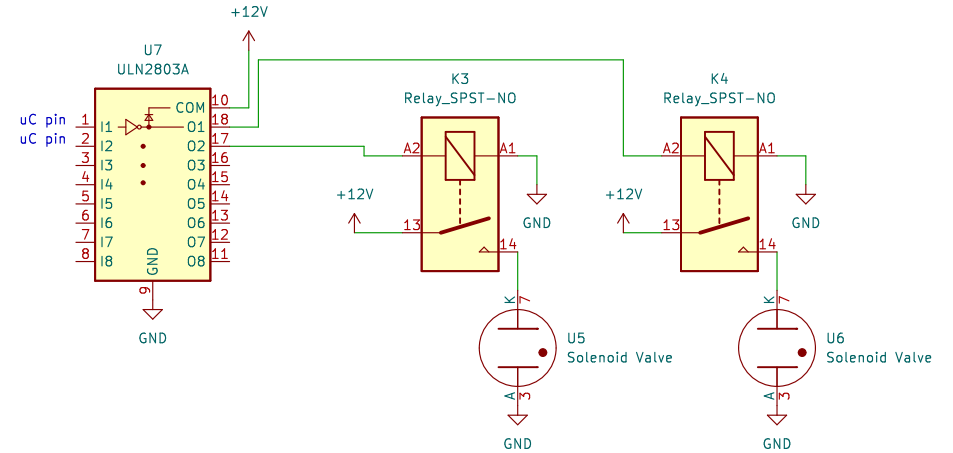 +12V
U7
ULN2803A
K3
Relay_SPST-NO
K4
Relay_SPST-NO
COM 10
uC pin 1 I1 O1 18
uC pin 2 I2 O2 17
3 I3 O3 16
4 I4 O4 15
5 I5 O5 14
6 I6 O6 13
7 I7 O7 12
8 I8 O8 11
GND
9
GND
A2 A1
+12V
GND
13
14
A2 A1
+12V
GND
13
14
K 7
U5
Solenoid Valve
A 3
GND
K 7
U6
Solenoid Valve
A 3
GND